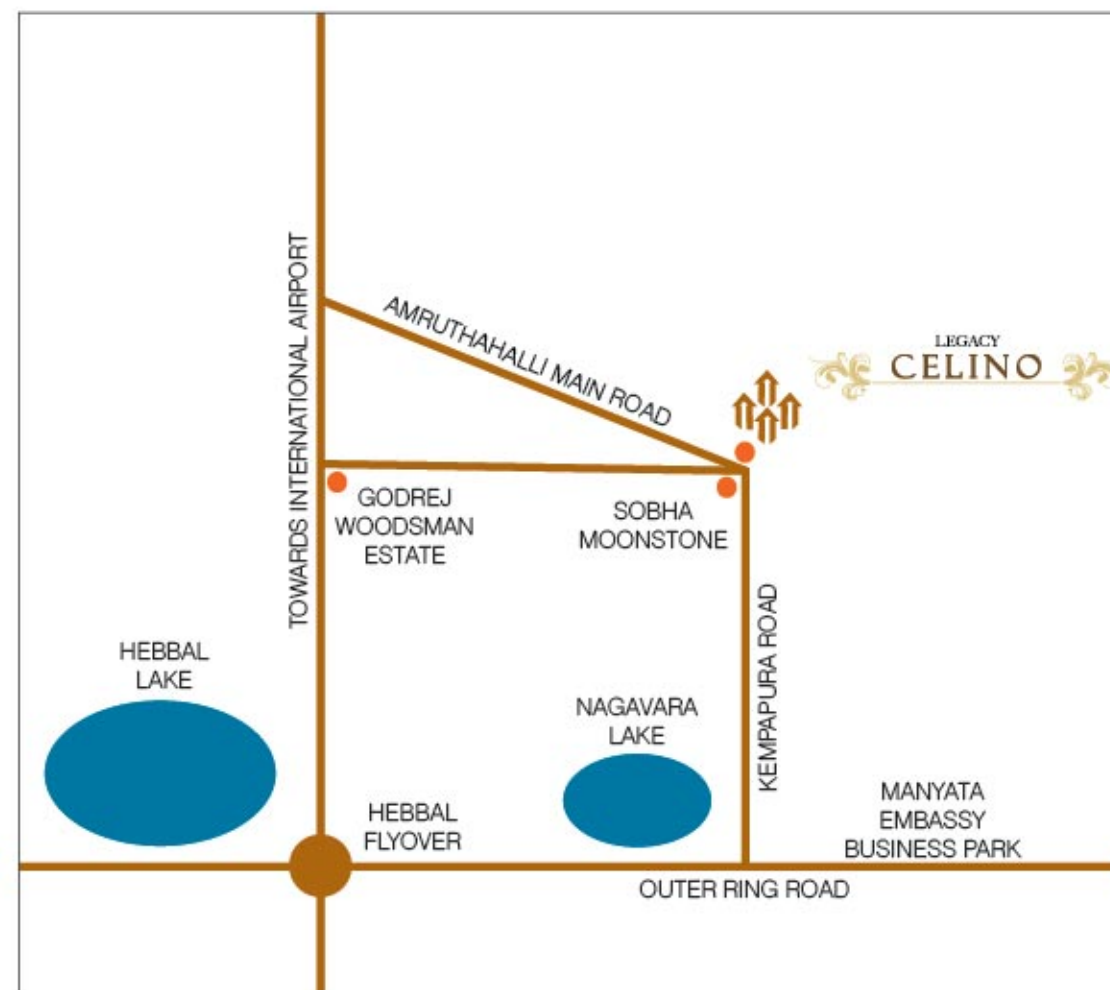 TOWARDS INTERNATIONAL AIRPORT
AMRUTHAHALLI MAIN ROAD
LEGACY
CELINO
GODREJ
WOODSMAN
ESTATE
SOBHA
MOONSTONE
KEMPAPURA ROAD
HEBBAL
LAKE
NAGAVARA
LAKE
HEBBAL
FLYOVER
MANYATA
EMBASSY
BUSINESS PARK
OUTER RING ROAD